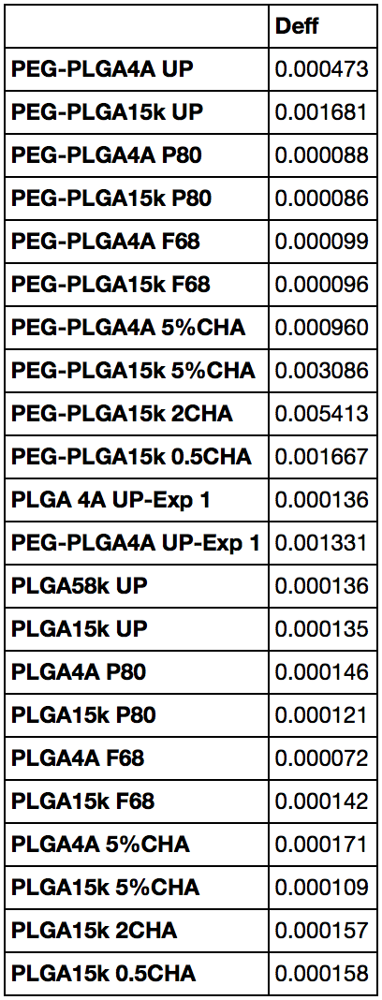 Deff
PEG-PLGA4A UP 0.000473
PEG-PLGA15k UP 0.001681
PEG-PLGA4A P80 0.000088
PEG-PLGA15k P80 0.000086
PEG-PLGA4A F68 0.000099
PEG-PLGA15k F68 0.000096
PEG-PLGA4A 5%CHA 0.000960
PEG-PLGA15k 5%CHA 0.003086
PEG-PLGA15k 2CHA 0.005413
PEG-PLGA15k 0.5CHA 0.001667
PLGA 4A UP-Exp 1 0.000136
PEG-PLGA4A UP-Exp 1 0.001331
PLGA58k UP 0.000136
PLGA15k UP 0.000135
PLGA4A P80 0.000146
PLGA15k P80 0.000121
PLGA4A F68 0.000072
PLGA15k F68 0.000142
PLGA4A 5%CHA 0.000171
PLGA15k 5%CHA 0.000109
PLGA15k 2CHA 0.000157
PLGA15k 0.5CHA 0.000158